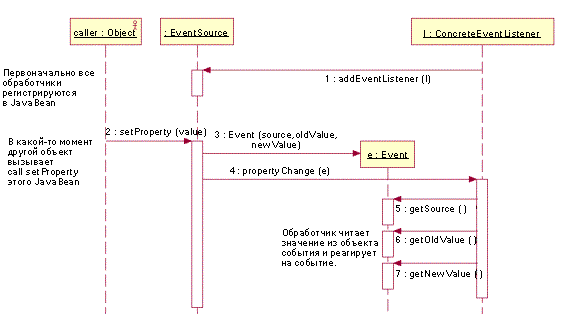 caller : Object
: EventSource
l : ConcreteEventListener
Первоначально все
обработчики
регистрируются
в JavaBean
1 : addEventListener (l)
В какой-то момент
другой объект
вызывает
call setProperty
этого JavaBean
2 : setProperty (value)
3 : Event (source,oldValue,
newValue)
e : Event
4 : propertyChange (e)
5 : getSource ( )
Обработчик читает
значение из объекта
события и реагирует
на событие.
6 : getOldValue ( )
7 : getNewValue ( )